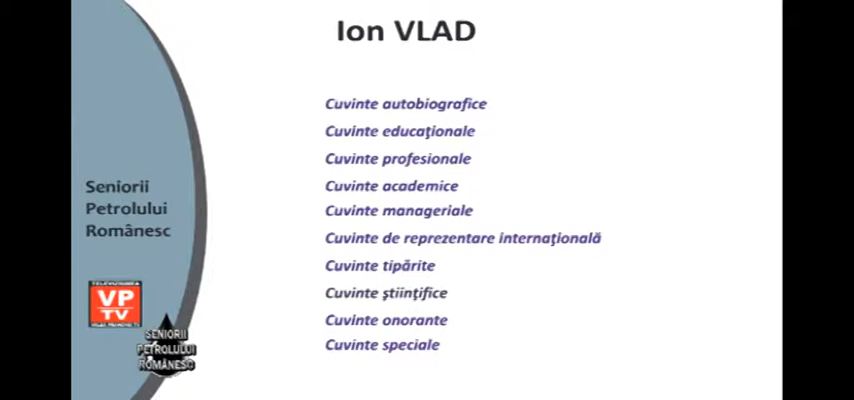 Ion VLAD
Cuvinte autobiografice
Cuvinte educaţionale
Cuvinte profesionale
Cuvinte academice
Cuvinte manageriale
Cuvinte de reprezentare internaţională
Cuvinte tipărite
Cuvinte ştiinţifice
Cuvinte onorante
Cuvinte speciale
Seniorii
Petrolului
Românesc
TELEVIZIUNEA
VP
TV
SENIORII
PETROLULUI
ROMÂNESC